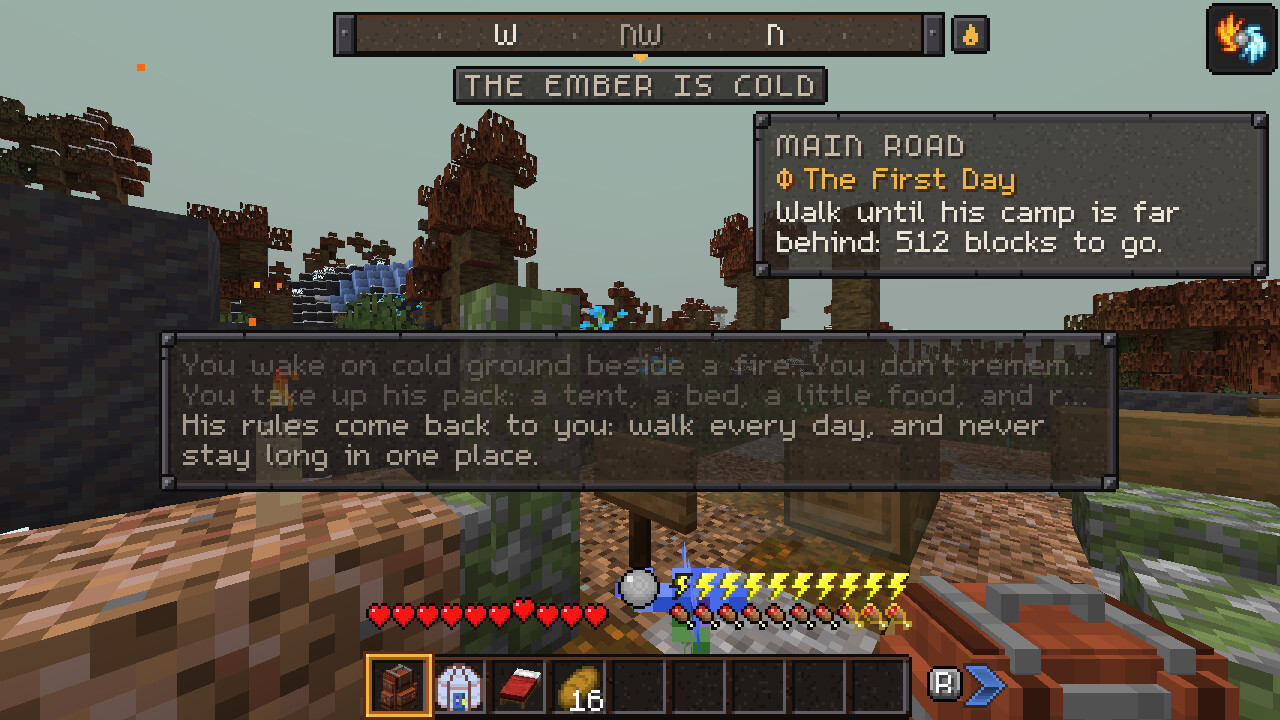 W NW N
THE EMBER IS COLD
MAIN ROAD
The First Day
Walk until his camp is far
behind: 512 blocks to go.
You wake on cold ground beside a fire. You don't remem...
You take up his pack: a tent, a bed, a little food, and r...
His rules come back to you: walk every day, and never
stay long in one place.
16
R